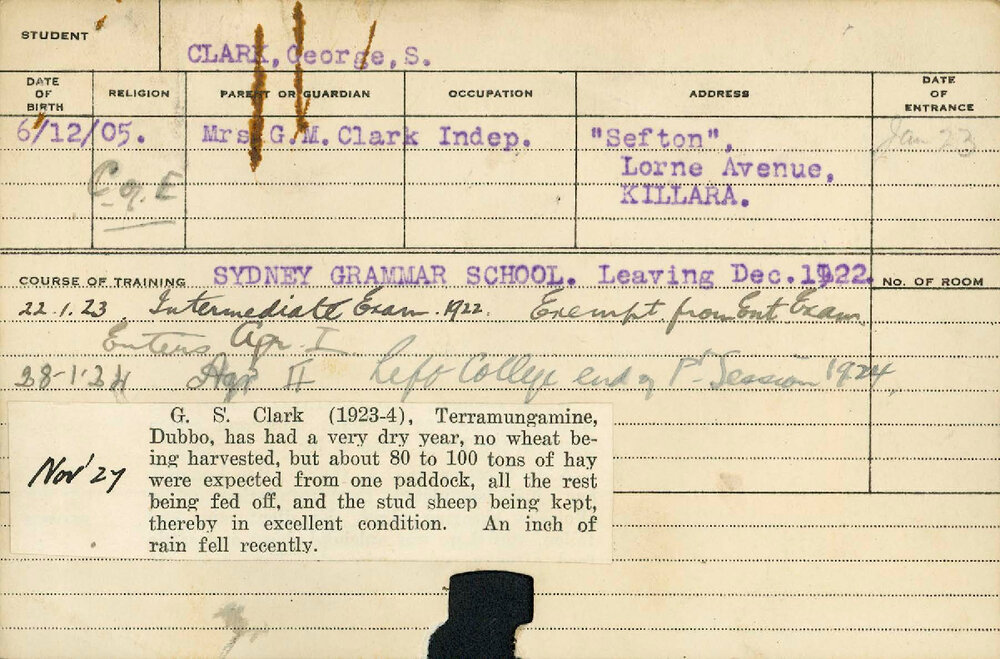 STUDENT
CLARK, George, S.
DATE OF BIRTH
RELIGION
PARENT OR GUARDIAN
OCCUPATION
ADDRESS
DATE OF ENTRANCE
6/12/05.
Mrs G.M. Clark
Indep.
"Sefton",
Jan 23
Lorne Avenue,
C of E
KILLARA.
COURSE OF TRAINING
SYDNEY GRAMMAR SCHOOL. Leaving Dec. 1922.
NO. OF ROOM
22.1.23. Intermediate Exam. 1922. Exempt from Ent Exam.
Enters Agr. I.
28-1-24 Agr II Left College end of 1st Session 1924
Nov' 27
G. S. Clark (1923-4), Terramungamine,
Dubbo, has had a very dry year, no wheat be-
ing harvested, but about 80 to 100 tons of hay
were expected from one paddock, all the rest
being fed off, and the stud sheep being kept,
thereby in excellent condition. An inch of
rain fell recently.